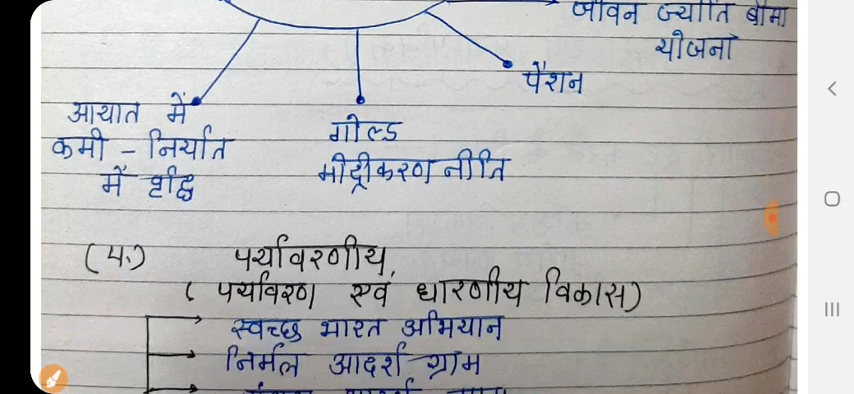 जीवन ज्योति बीमा
योजना
पैंशन
आयात में
कमी - निर्यात
में वृद्धि
गोल्ड
मोद्रीकरण नीति
(4.) पर्यावरणीय,
( पर्यावरण एवं धारणीय विकास)
स्वच्छ भारत अभियान
निर्मल आदर्श ग्राम